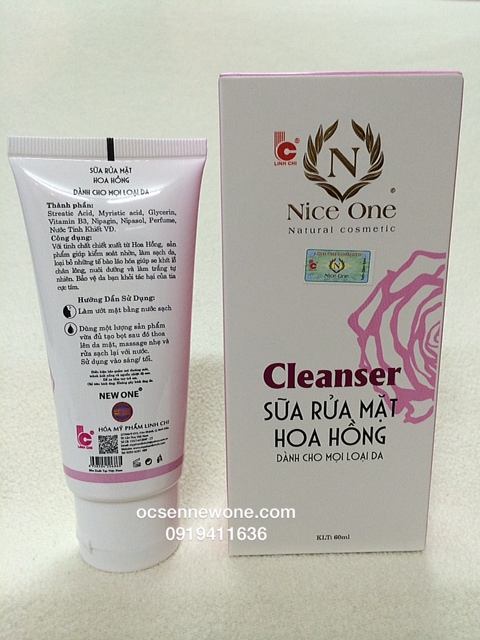 SỮA RỬA MẶT
HOA HỒNG
DÀNH CHO MỌI LOẠI DA
Thành phần:
Streatic Acid, Myristic acid, Glycerin,
Vitamin B3, Nipagin, Nipasol, Perfume,
Nước Tinh Khiết VĐ.
Công dụng:
Với tinh chất chiết xuất từ Hoa Hồng, sản
phẩm giúp kiểm soát nhờn, làm sạch da,
loại bỏ những tế bào lão hóa giúp se khít lỗ
chân lông, nuôi dưỡng và làm trắng tự
nhiên. Bảo vệ da bạn khỏi tác hại của tia
cực tím.
Hướng Dẫn Sử Dụng:
Làm ướt mặt bằng nước sạch
Dùng một lượng sản phẩm
vừa đủ tạo bọt sau đó thoa
lên da mặt, massage nhẹ và
rửa sạch lại với nước.
Sử dụng vào sáng/ tối.
NEW ONE
HÓA MỸ PHẨM LINH CHI
LINH CHI
N
Nice One
Natural cosmetic
Nice One
Cleanser
SỮA RỬA MẶT
HOA HỒNG
DÀNH CHO MỌI LOẠI DA
KLT: 60ml
ocsennewone.com
0919411636